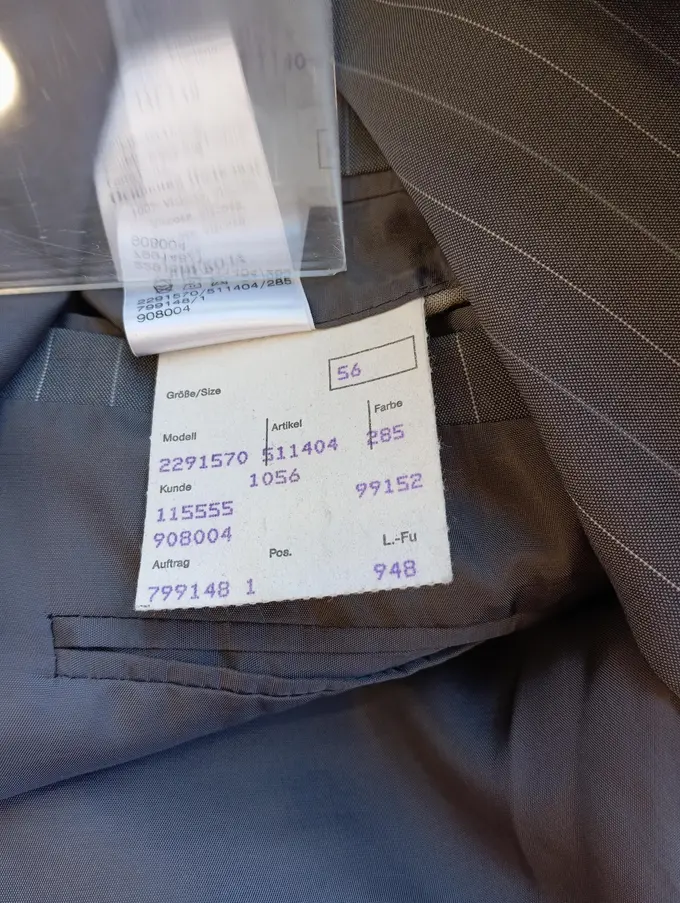 2291570/511404/285
799148/1
908004
Größe/Size
56
Modell Artikel Farbe
2291570 511404 285
Kunde 1056 99152
115555
908004
Auftrag Pos. L.-Fu
799148 1 948